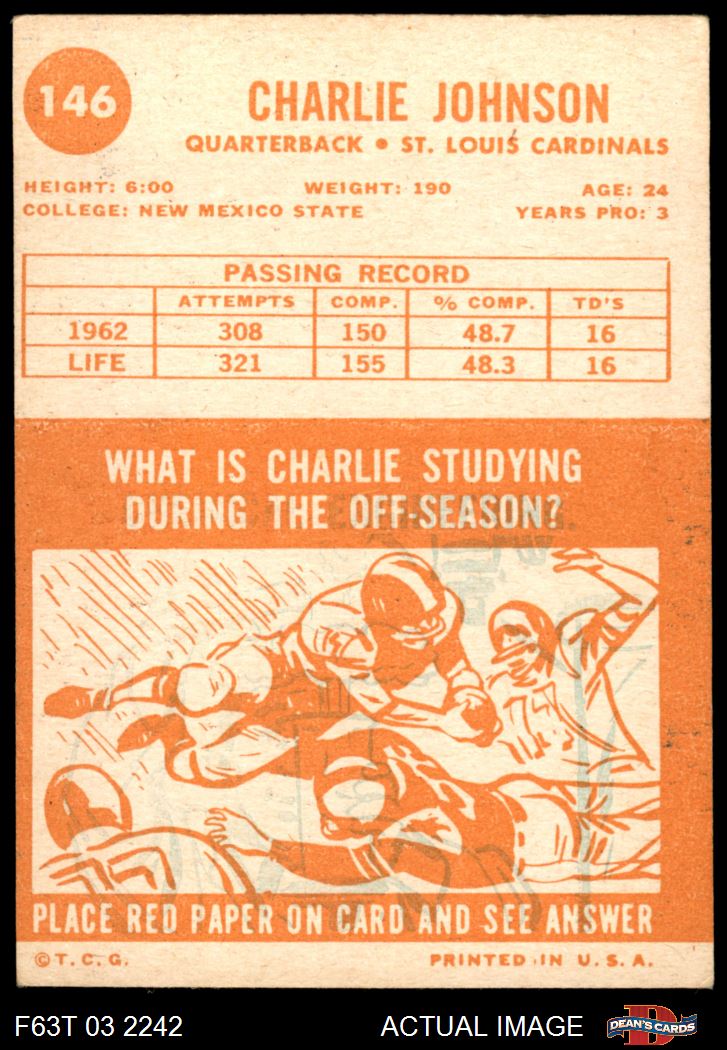 146
CHARLIE JOHNSON
QUARTERBACK • ST. LOUIS CARDINALS
HEIGHT: 6:00 WEIGHT: 190 AGE: 24
COLLEGE: NEW MEXICO STATE YEARS PRO: 3
PASSING RECORD
ATTEMPTS COMP. % COMP. TD'S
1962 308 150 48.7 16
LIFE 321 155 48.3 16
WHAT IS CHARLIE STUDYING
DURING THE OFF-SEASON?
PLACE RED PAPER ON CARD AND SEE ANSWER
©T.C.G. PRINTED IN U.S.A.
F63T 03 2242 ACTUAL IMAGE DEAN'S CARDS